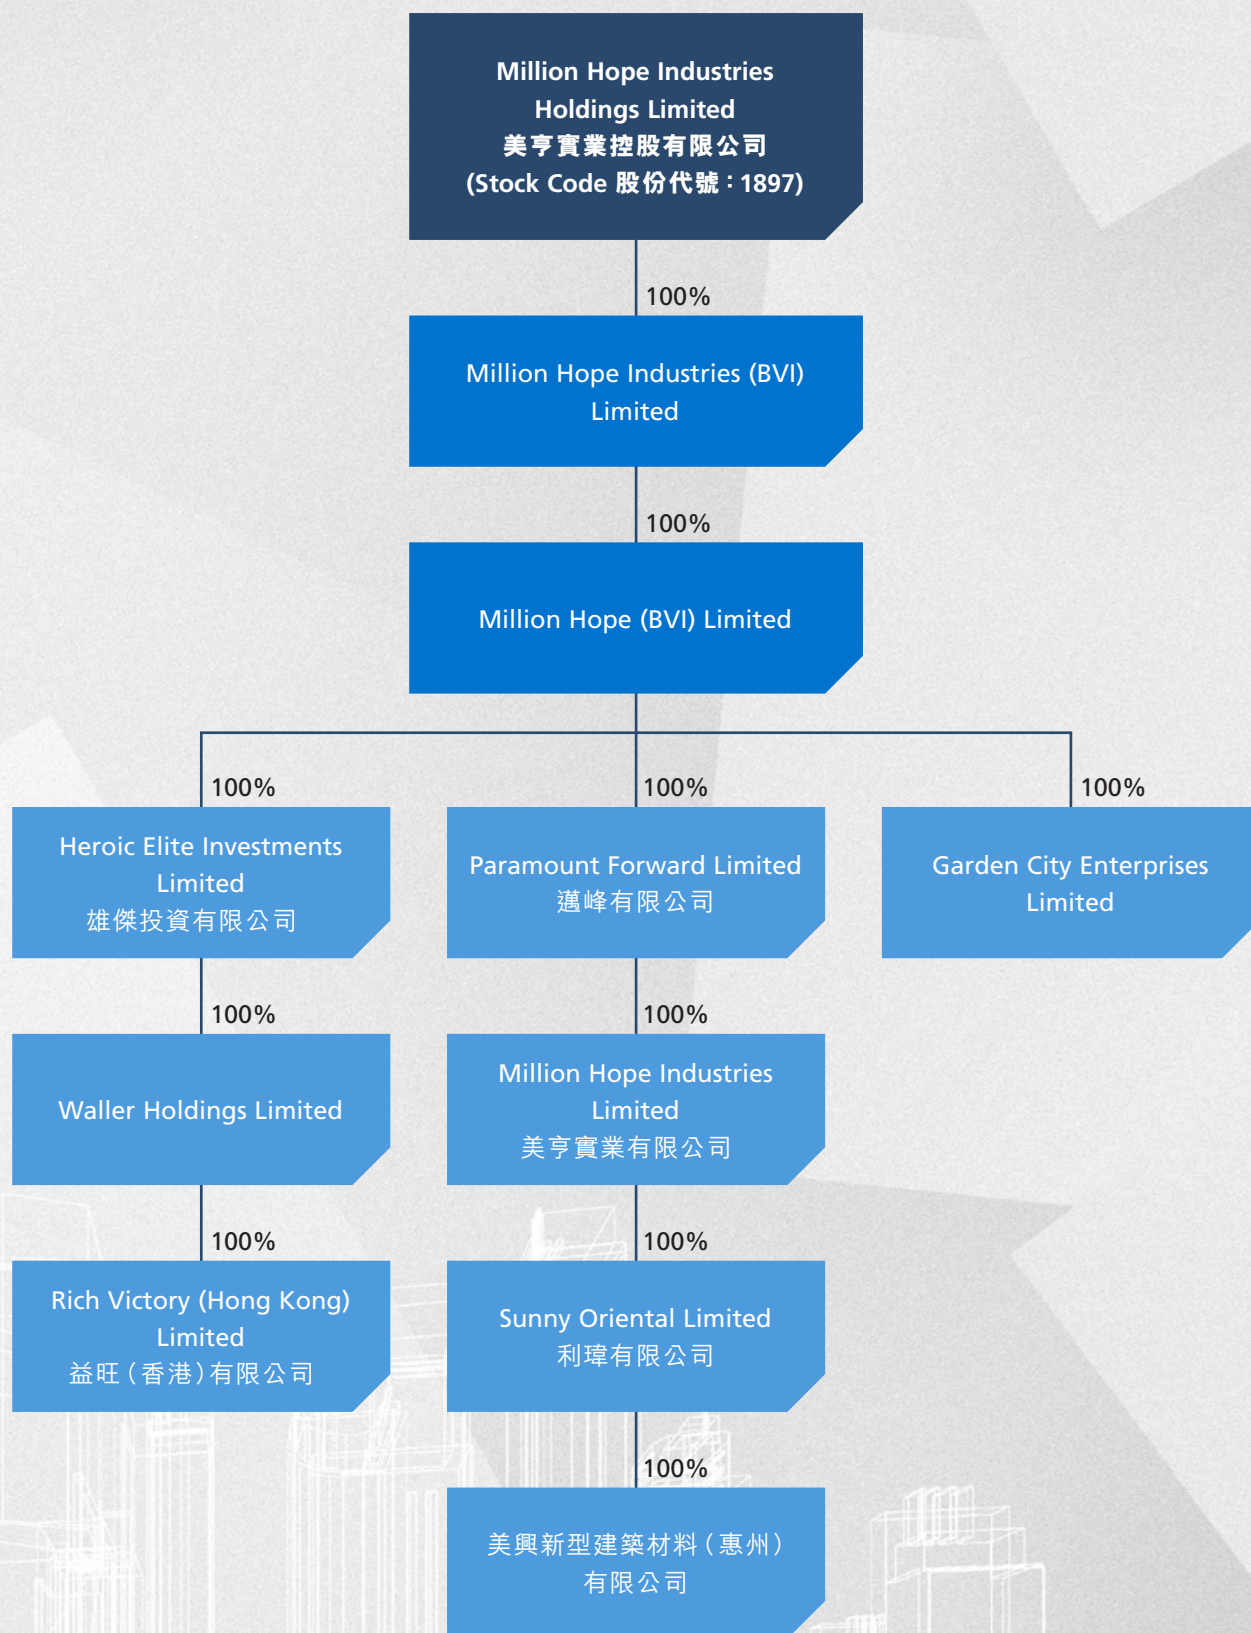 Million Hope Industries
Holdings Limited
美亨實業控股有限公司
(Stock Code 股份代號：1897)
100%
Million Hope Industries (BVI)
Limited
100%
Million Hope (BVI) Limited
100%
100%
100%
Heroic Elite Investments
Limited
雄傑投資有限公司
Paramount Forward Limited
邁峰有限公司
Garden City Enterprises
Limited
100%
100%
Waller Holdings Limited
Million Hope Industries
Limited
美亨實業有限公司
100%
100%
Rich Victory (Hong Kong)
Limited
益旺（香港）有限公司
Sunny Oriental Limited
利瑋有限公司
100%
美興新型建築材料（惠州）
有限公司